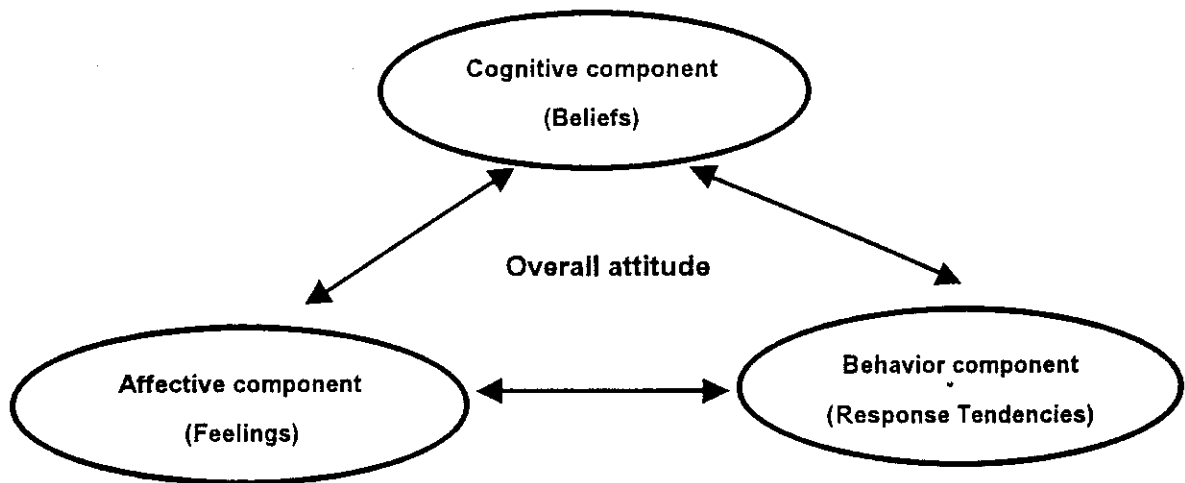 Cognitive component
(Beliefs)
Overall attitude
Affective component
(Feelings)
Behavior component
(Response Tendencies)